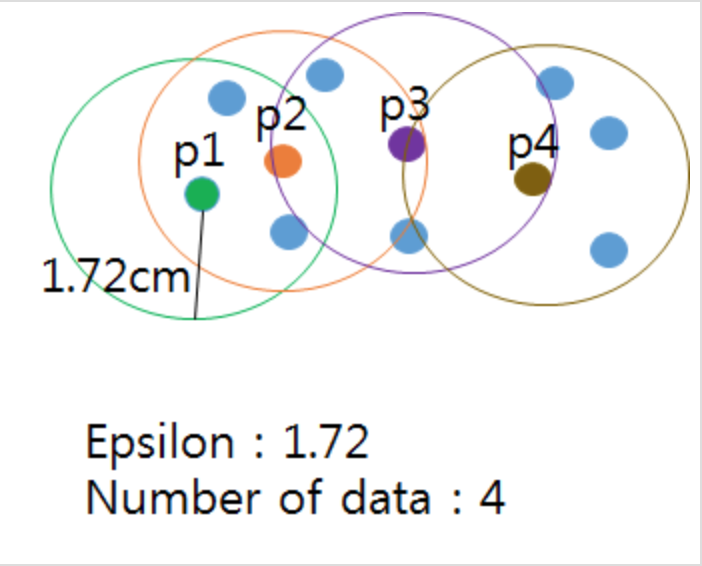 p1
p2
p3
p4
1.72cm
Epsilon : 1.72
Number of data : 4